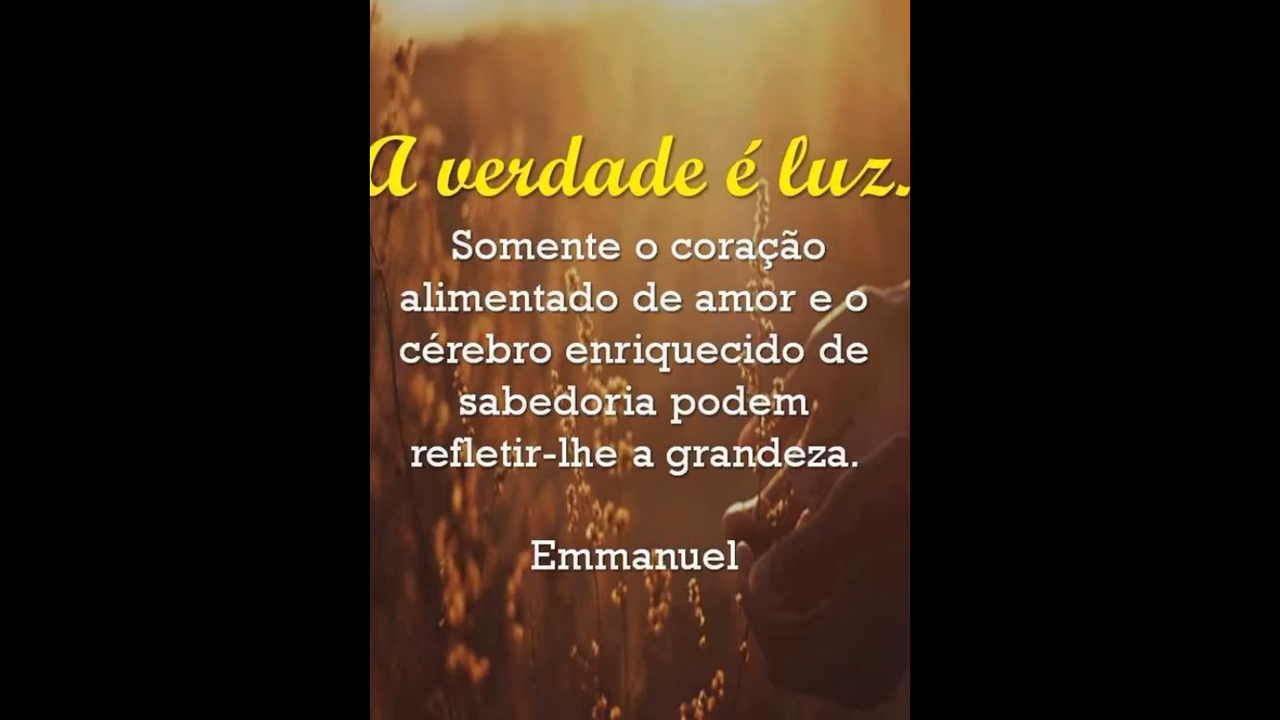 A verdade é luz.
Somente o coração
alimentado de amor e o
cérebro enriquecido de
sabedoria podem
refletir-lhe a grandeza.
Emmanuel